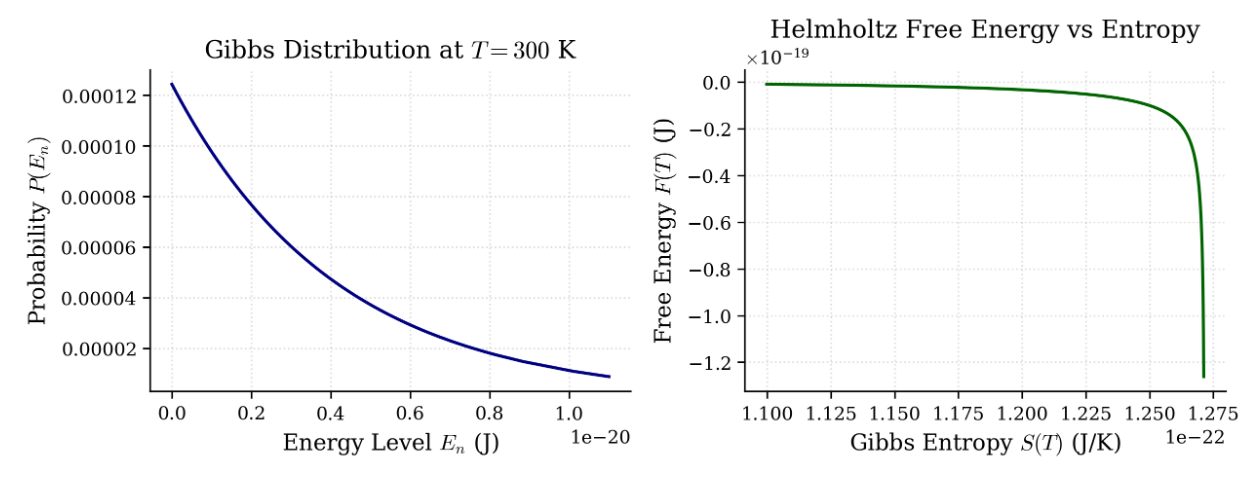 Gibbs Distribution at T = 300 K
Probability P(Eₙ)
0.00012
0.00010
0.00008
0.00006
0.00004
0.00002
0.0 0.2 0.4 0.6 0.8 1.0
1e−20
Energy Level Eₙ (J)
Helmholtz Free Energy vs Entropy
×10⁻¹⁹
Free Energy F(T) (J)
0.0
−0.2
−0.4
−0.6
−0.8
−1.0
−1.2
1.100 1.125 1.150 1.175 1.200 1.225 1.250 1.275
1e−22
Gibbs Entropy S(T) (J/K)